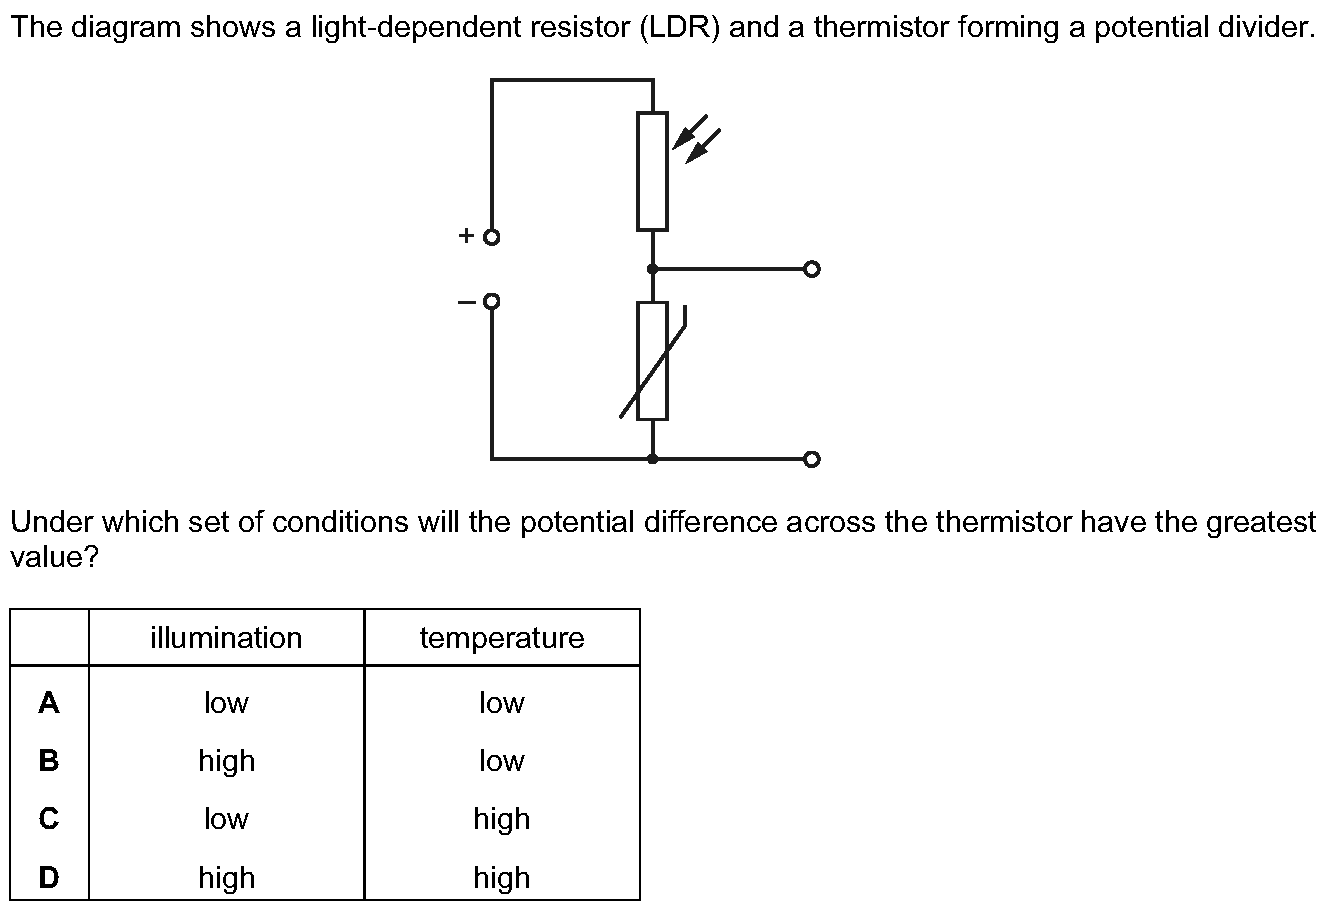 The diagram shows a light-dependent resistor (LDR) and a thermistor forming a potential divider.
+
–
Under which set of conditions will the potential difference across the thermistor have the greatest
value?
illumination temperature
A low low
B high low
C low high
D high high